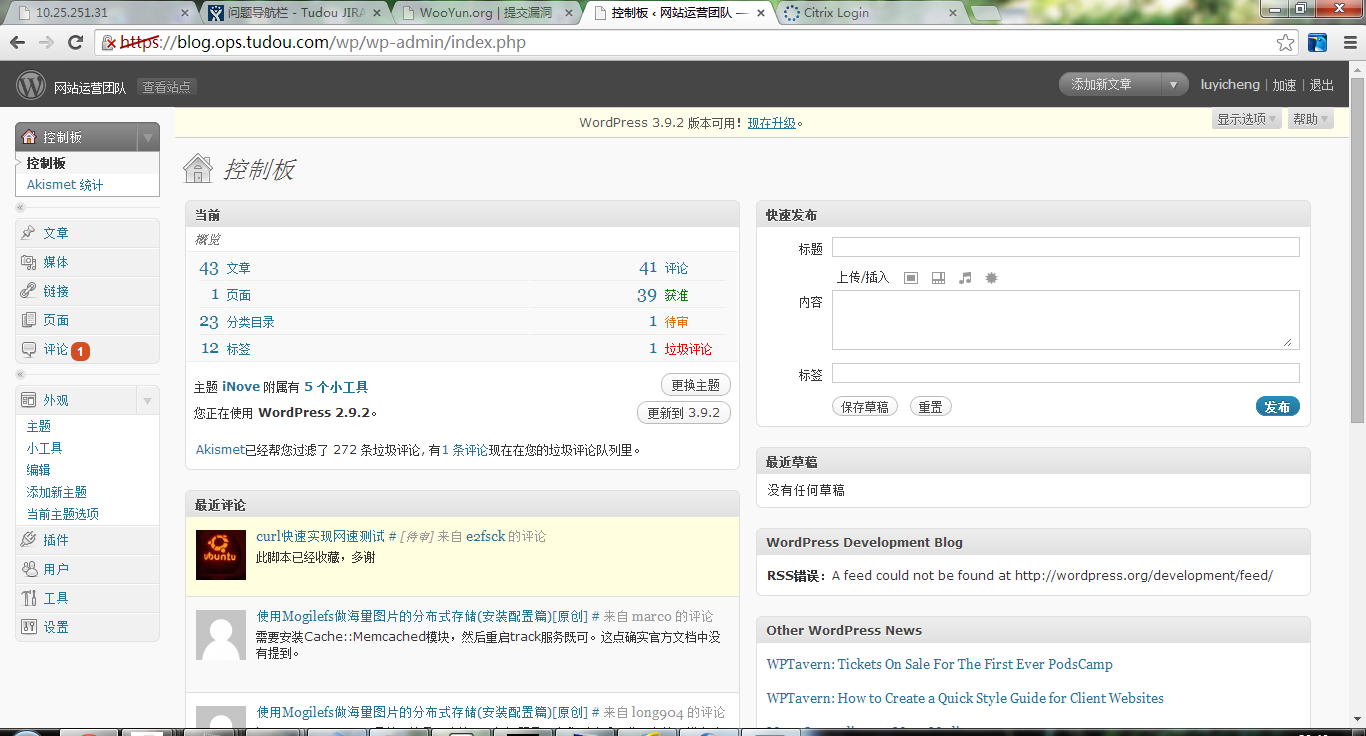 10.25.251.31
问题导航栏 - Tudou JIRA
WooYun.org | 提交漏洞
控制板 ‹ 网站运营团队 —
Citrix Login
https://blog.ops.tudou.com/wp/wp-admin/index.php
网站运营团队 查看站点
添加新文章 luyicheng | 加速 | 退出
WordPress 3.9.2 版本可用！现在升级。
显示选项 帮助
控制板
控制板
Akismet 统计
文章
媒体
链接
页面
评论 1
外观
主题
小工具
编辑
添加新主题
当前主题选项
插件
用户
工具
设置
控制板
当前
概览
43 文章 41 评论
1 页面 39 获准
23 分类目录 1 待审
12 标签 1 垃圾评论
主题 iNove 附属有 5 个小工具 更换主题
您正在使用 WordPress 2.9.2。 更新到 3.9.2
Akismet已经帮您过滤了 272 条垃圾评论, 有1 条评论现在在您的垃圾评论队列里。
最近评论
curl快速实现网速测试 # [待审] 来自 e2fsck 的评论
此脚本已经收藏，多谢
ubuntu
使用Mogilefs做海量图片的分布式存储(安装配置篇)[原创] # 来自 marco 的评论
需要安装Cache::Memcached模块，然后重启track服务既可。这点确实官方文档中没
有提到。
使用Mogilefs做海量图片的分布式存储(安装配置篇)[原创] # 来自 long904 的评论
快速发布
标题
上传/插入
内容
标签
保存草稿 重置 发布
最近草稿
没有任何草稿
WordPress Development Blog
RSS错误： A feed could not be found at http://wordpress.org/development/feed/
Other WordPress News
WPTavern: Tickets On Sale For The First Ever PodsCamp
WPTavern: How to Create a Quick Style Guide for Client Websites